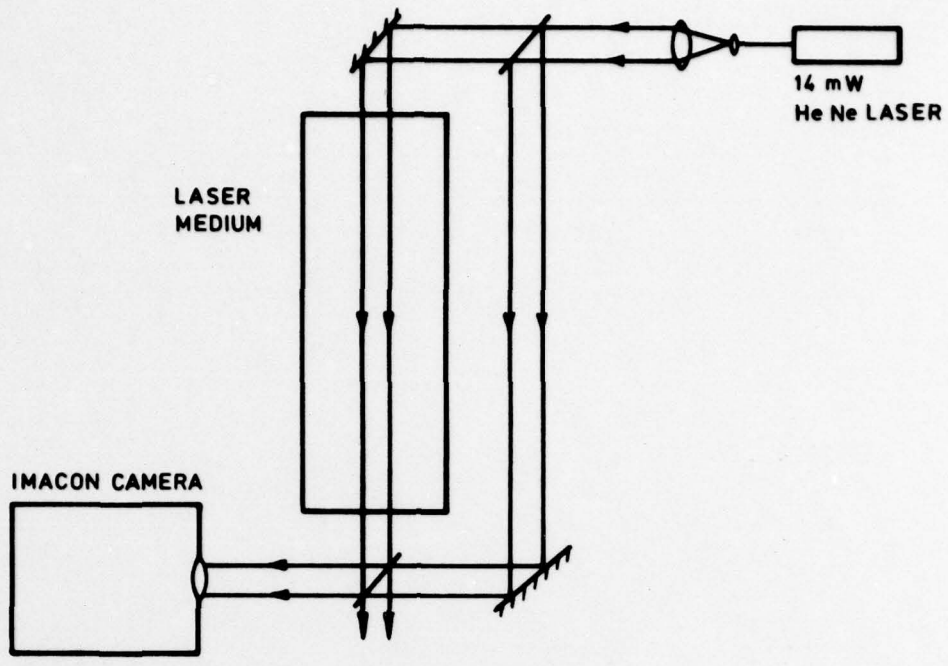 14 mW
He Ne LASER
LASER
MEDIUM
IMACON CAMERA